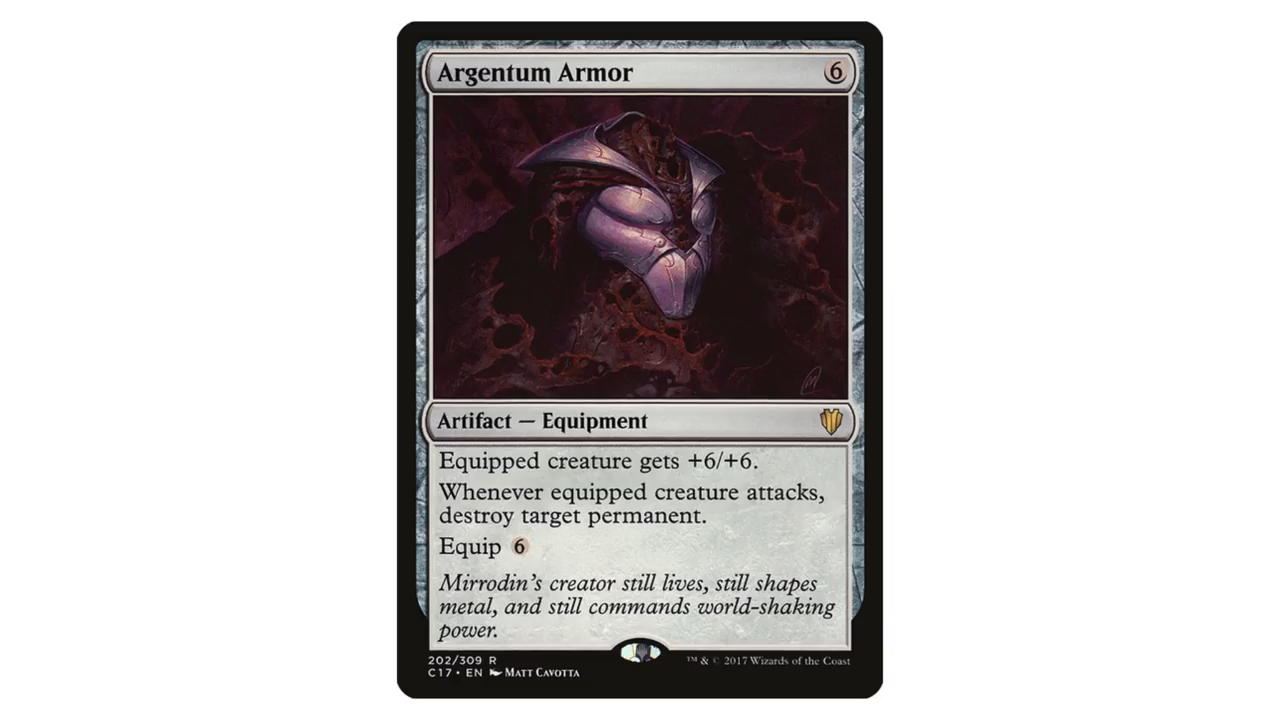 Argentum Armor
6
Artifact — Equipment
Equipped creature gets +6/+6.
Whenever equipped creature attacks,
destroy target permanent.
Equip 6
Mirrodin's creator still lives, still shapes
metal, and still commands world-shaking
power.
202/309 R
™ & © 2017 Wizards of the Coast
C17 • EN Matt Cavotta